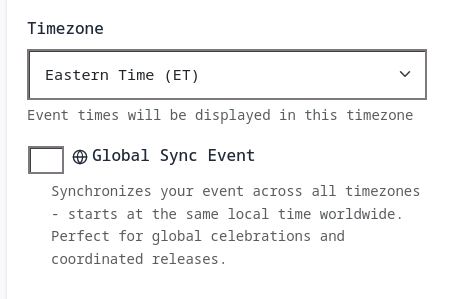 Timezone
Eastern Time (ET)
Event times will be displayed in this timezone
Global Sync Event
Synchronizes your event across all timezones
- starts at the same local time worldwide.
Perfect for global celebrations and
coordinated releases.